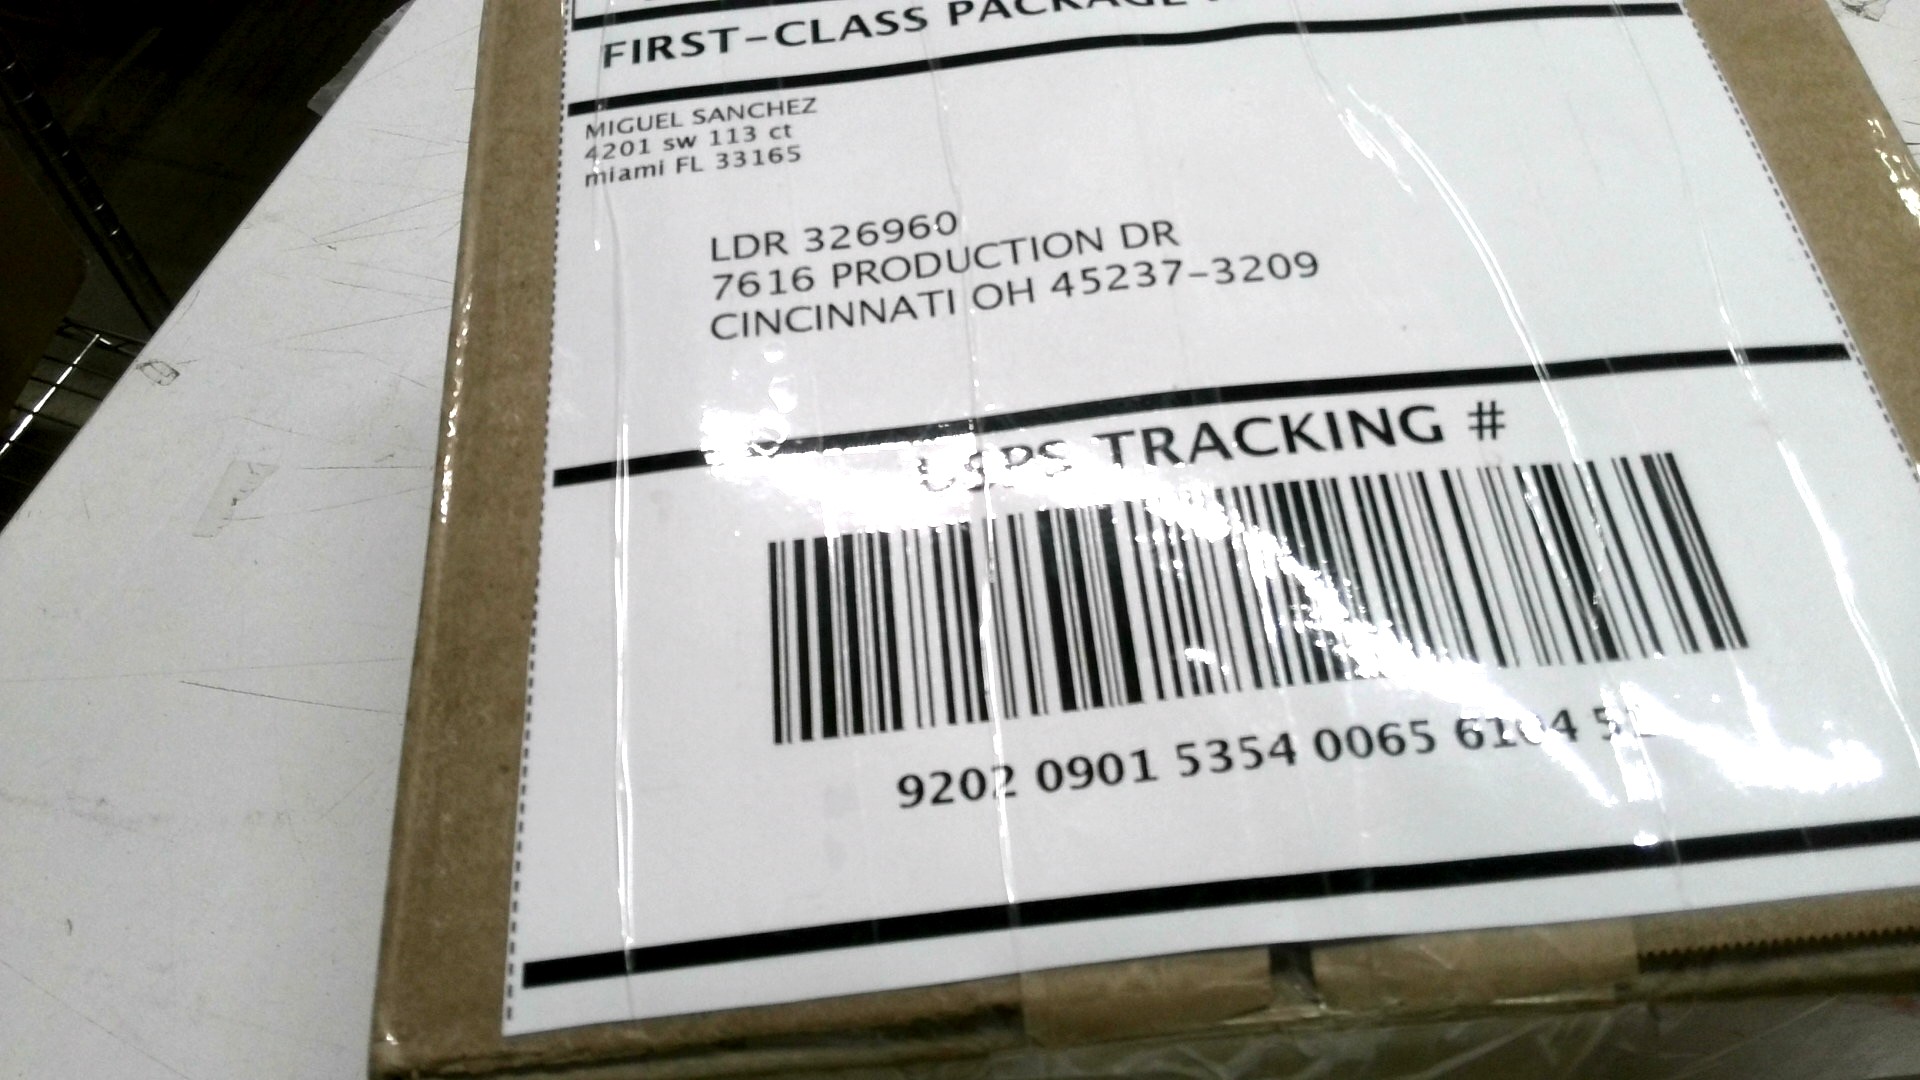 FIRST-CLASS PACKAGE
MIGUEL SANCHEZ
4201 sw 113 ct
miami FL 33165
LDR 326960
7616 PRODUCTION DR
CINCINNATI OH 45237-3209
USPS TRACKING #
9202 0901 5354 0065